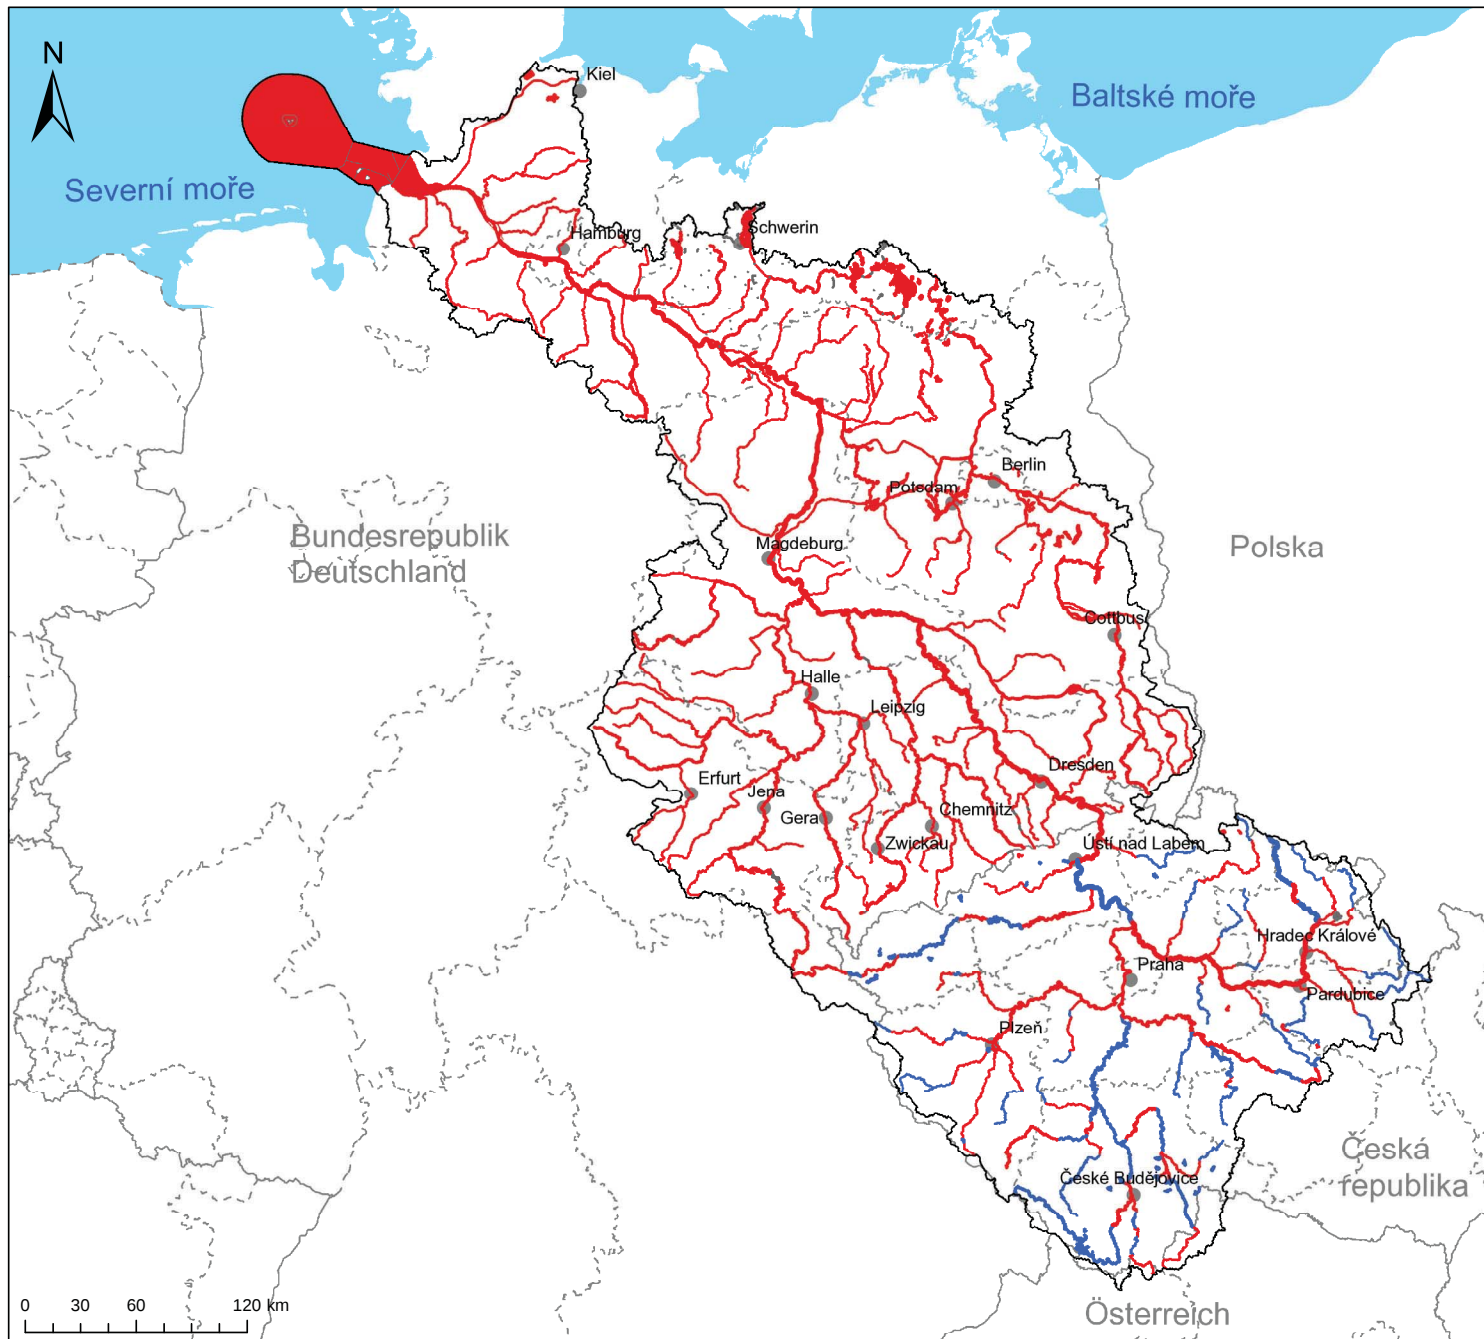 N
Kiel
Baltské moře
Severní moře
Hamburg
Schwerin
Berlin
Potsdam
Bundesrepublik
Deutschland
Magdeburg
Polska
Cottbus
Halle
Leipzig
Dresden
Erfurt
Jena
Gera
Chemnitz
Zwickau
Ústí nad Labem
Hradec Králové
Praha
Pardubice
Plzeň
Česká
republika
České Budějovice
Österreich
0 30 60 120 km